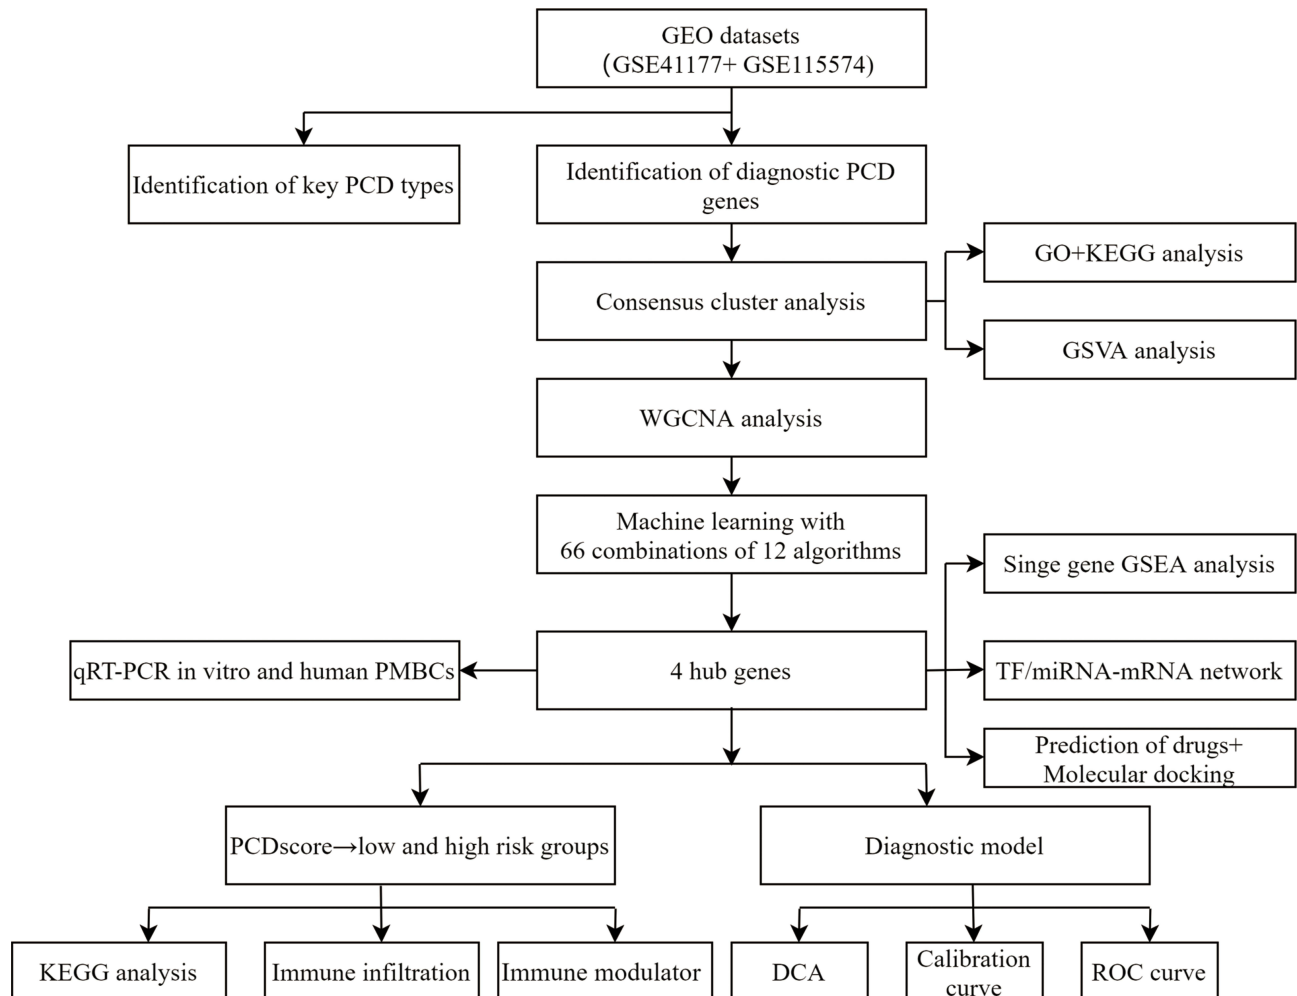 GEO datasets
(GSE41177+ GSE115574)
Identification of key PCD types
Identification of diagnostic PCD
genes
GO+KEGG analysis
Consensus cluster analysis
GSVA analysis
WGCNA analysis
Machine learning with
66 combinations of 12 algorithms
Singe gene GSEA analysis
qRT-PCR in vitro and human PMBCs
4 hub genes
TF/miRNA-mRNA network
Prediction of drugs+
Molecular docking
PCDscore→low and high risk groups
Diagnostic model
KEGG analysis
Immune infiltration
Immune modulator
DCA
Calibration
curve
ROC curve